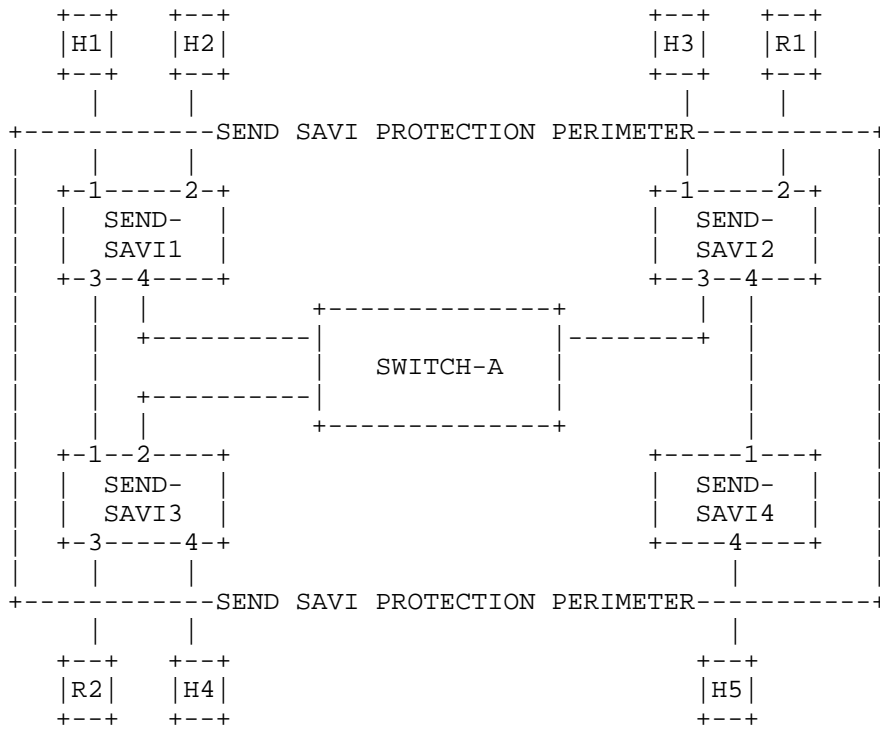 H1 H2 H3 R1
SEND SAVI PROTECTION PERIMETER
1 2 1 2
SEND- SEND-
SAVI1 SAVI2
3 4 3 4
SWITCH-A
1 2 1
SEND- SEND-
SAVI3 SAVI4
3 4 4
SEND SAVI PROTECTION PERIMETER
R2 H4 H5